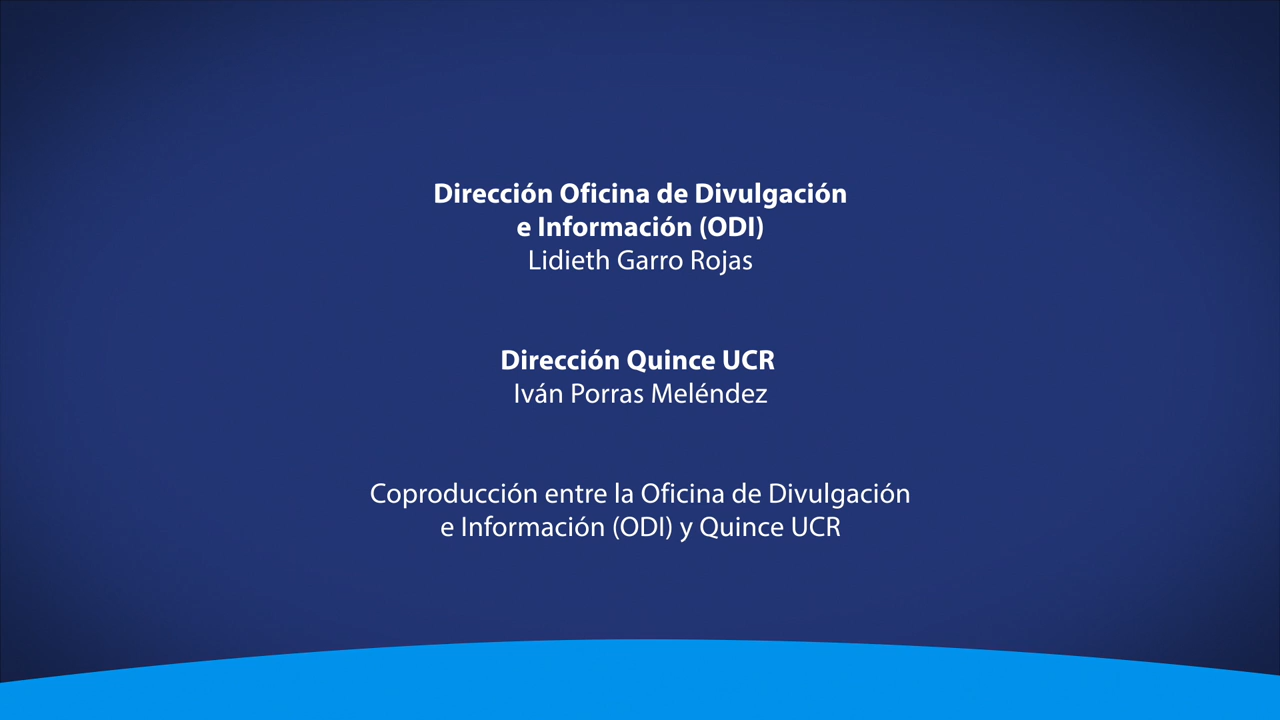 Dirección Oficina de Divulgación
e Información (ODI)
Lidieth Garro Rojas
Dirección Quince UCR
Iván Porras Meléndez
Coproducción entre la Oficina de Divulgación
e Información (ODI) y Quince UCR